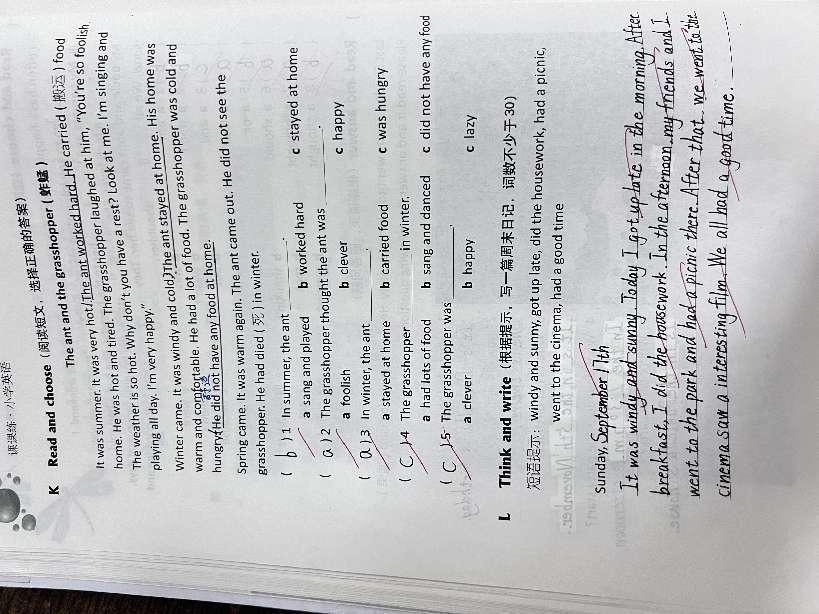 课课练·小学英语
K Read and choose (阅读短文，选择正确的答案)
The ant and the grasshopper (蚱蜢)
It was summer. It was very hot. The ant worked hard. He carried (搬运) food
home. He was hot and tired. The grasshopper laughed at him, "You're so foolish.
The weather is so hot. Why don't you have a rest? Look at me. I'm singing and
playing all day. I'm very happy."
Winter came. It was windy and cold. The ant stayed at home. His home was
warm and comfortable. He had a lot of food. The grasshopper was cold and
hungry. He did not have any food at home.
Spring came. It was warm again. The ant came out. He did not see the
grasshopper. He had died (死) in winter.
( b ) 1 In summer, the ant ______.
a sang and played b worked hard c stayed at home
( a ) 2 The grasshopper thought the ant was ______.
a foolish b clever c happy
( a ) 3 In winter, the ant ______.
a stayed at home b carried food c was hungry
( C ) 4 The grasshopper ______ in winter.
a had lots of food b sang and danced c did not have any food
( C ) 5 The grasshopper was ______.
a clever b happy c lazy
L Think and write (根据提示，写一篇周末日记，词数不少于30)
短语提示：windy and sunny, got up late, did the housework, had a picnic,
went to the cinema, had a good time
Sunday, September 17th
It was windy and sunny Today I got up late in the morning. After
breakfast, I did the housework. In the afternoon my friends and I
went to the park and had a picnic there. After that we went to the
cinema saw a interesting film. We all had a good time.